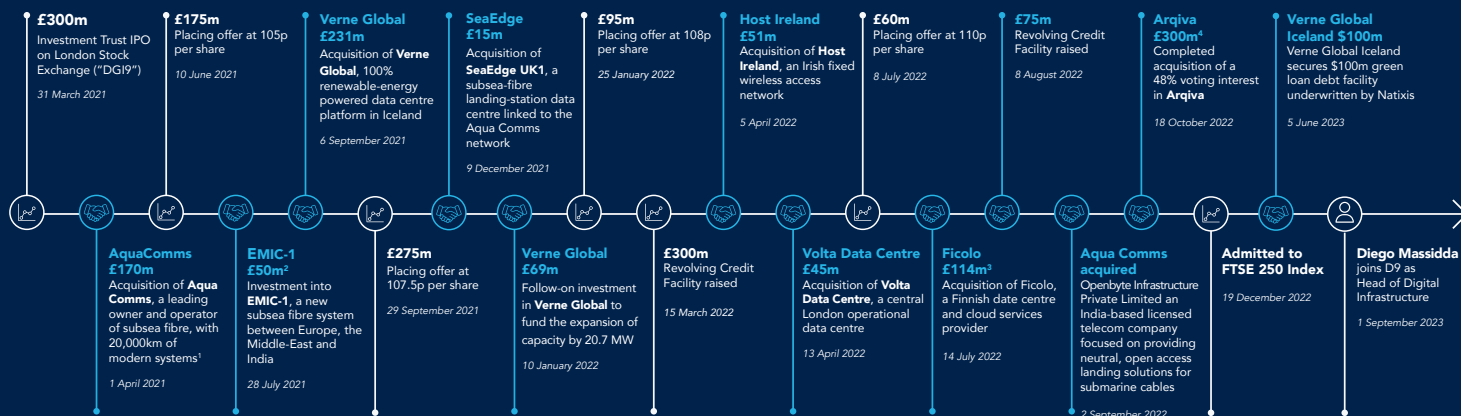 £300m
Investment Trust IPO
on London Stock
Exchange (“DGI9”)
31 March 2021
£175m
Placing offer at 105p
per share
10 June 2021
Verne Global
£231m
Acquisition of Verne
Global, 100%
renewable-energy
powered data centre
platform in Iceland
6 September 2021
SeaEdge
£15m
Acquisition of
SeaEdge UK1, a
subsea-fibre
landing-station data
centre linked to the
Aqua Comms
network
9 December 2021
£95m
Placing offer at 108p
per share
25 January 2022
Host Ireland
£51m
Acquisition of Host
Ireland, an Irish fixed
wireless access
network
5 April 2022
£60m
Placing offer at 110p
per share
8 July 2022
£75m
Revolving Credit
Facility raised
8 August 2022
Arqiva
£300m⁴
Completed
acquisition of a
48% voting interest
in Arqiva
18 October 2022
Verne Global
Iceland $100m
Verne Global Iceland
secures $100m green
loan debt facility
underwritten by Natixis
5 June 2023
AquaComms
£170m
Acquisition of Aqua
Comms, a leading
owner and operator
of subsea fibre, with
20,000km of
modern systems¹
1 April 2021
EMIC-1
£50m²
Investment into
EMIC-1, a new
subsea fibre system
between Europe, the
Middle-East and
India
28 July 2021
£275m
Placing offer at
107.5p per share
29 September 2021
Verne Global
£69m
Follow-on investment
in Verne Global to
fund the expansion of
capacity by 20.7 MW
10 January 2022
£300m
Revolving Credit
Facility raised
15 March 2022
Volta Data Centre
£45m
Acquisition of Volta
Data Centre, a central
London operational
data centre
13 April 2022
Ficolo
£114m³
Acquisition of Ficolo,
a Finnish date centre
and cloud services
provider
14 July 2022
Aqua Comms
acquired
Openbyte Infrastructure
Private Limited an
India-based licensed
telecom company
focused on providing
neutral, open access
landing solutions for
submarine cables
2 September 2022
Admitted to
FTSE 250 Index
19 December 2022
Diego Massidda
joins D9 as
Head of Digital
Infrastructure
1 September 2023